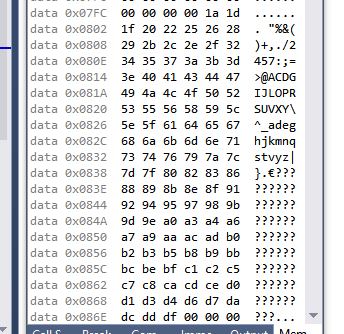 data 0x07FC 00 00 00 00 1a 1d ......
data 0x0802 1f 20 22 25 26 28 . "%&(
data 0x0808 29 2b 2c 2e 2f 32 )+,./2
data 0x080E 34 35 37 3a 3b 3d 457:;=
data 0x0814 3e 40 41 43 44 47 >@ACDG
data 0x081A 49 4a 4c 4f 50 52 IJLOPR
data 0x0820 53 55 56 58 59 5c SUVXY\
data 0x0826 5e 5f 61 64 65 67 ^_adeg
data 0x082C 68 6a 6b 6d 6e 71 hjkmnq
data 0x0832 73 74 76 79 7a 7c stvyz|
data 0x0838 7d 7f 80 82 83 86 }.€???
data 0x083E 88 89 8b 8e 8f 91 ??????
data 0x0844 92 94 95 97 98 9b ??????
data 0x084A 9d 9e a0 a3 a4 a6 ??????
data 0x0850 a7 a9 aa ac ad b0 ??????
data 0x0856 b2 b3 b5 b8 b9 bb ??????
data 0x085C bc be bf c1 c2 c5 ??????
data 0x0862 c7 c8 ca cd ce d0 ??????
data 0x0868 d1 d3 d4 d6 d7 da ??????
data 0x086E dc dd df 00 00 00 ???...